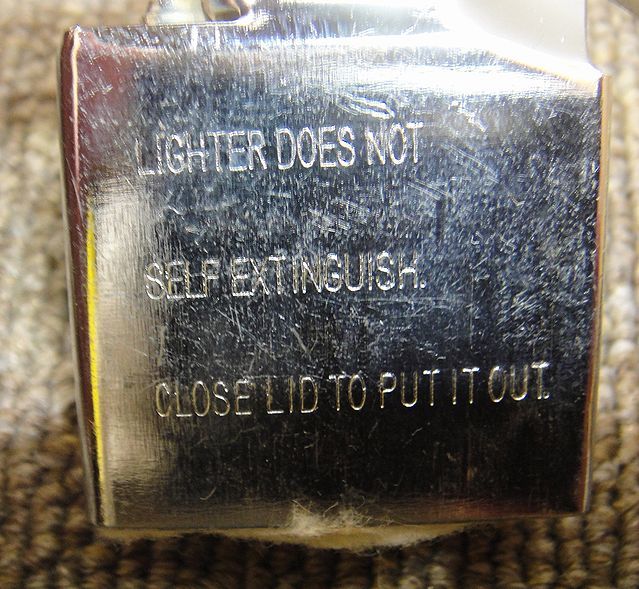 LIGHTER DOES NOT
SELF EXTINGUISH.
CLOSE LID TO PUT IT OUT.